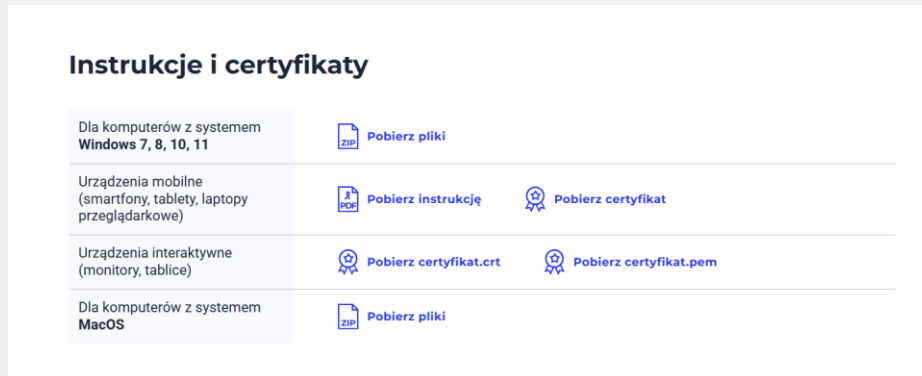 Instrukcje i certyfikaty
Dla komputerów z systemem
Windows 7, 8, 10, 11
ZIP Pobierz pliki
Urządzenia mobilne
(smartfony, tablety, laptopy
przeglądarkowe)
PDF Pobierz instrukcję Pobierz certyfikat
Urządzenia interaktywne
(monitory, tablice)
Pobierz certyfikat.crt Pobierz certyfikat.pem
Dla komputerów z systemem
MacOS
ZIP Pobierz pliki